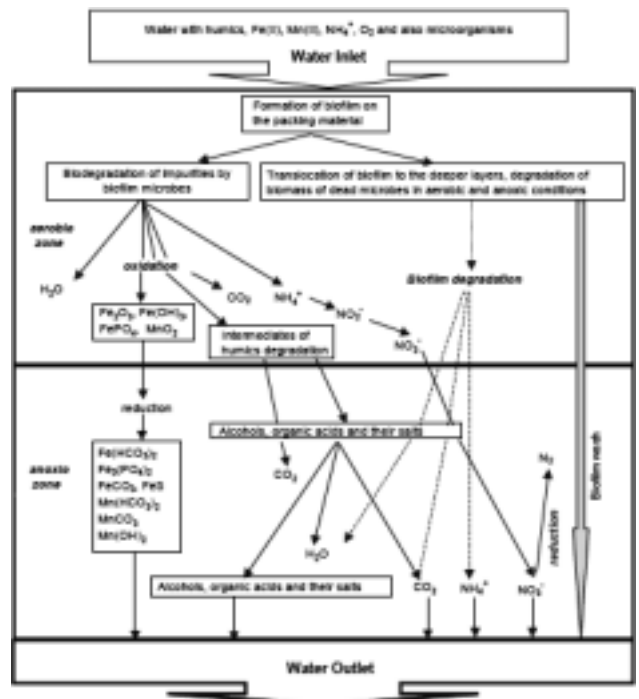 Water with humics, Fe(II), Mn(II), NH₄⁺, O₂ and also microorganisms
Water Inlet
Formation of biofilm on
the packing material
Biodegradation of impurities by
biofilm microbes
Translocation of biofilm to the deeper layers, degradation of
biomass of dead microbes in aerobic and anoxic conditions
aerobic
zone
oxidation
Biofilm degradation
H₂O
CO₂
NH₄⁺
NO₂⁻
Fe₂O₃, Fe(OH)₃,
FePO₄, MnO₂
Intermediates of
humics degradation
NO₃⁻
reduction
Alcohols, organic acids and their salts
anoxic
zone
Fe(HCO₃)₂
Fe₃(PO₄)₂
FeCO₃, FeS
Mn(HCO₃)₂
MnCO₃
Mn(OH)₂
CO₂
N₂
Biofilm
reduction
H₂O
Alcohols, organic acids and their salts
CO₂
NH₄⁺
NO₃⁻
Water Outlet